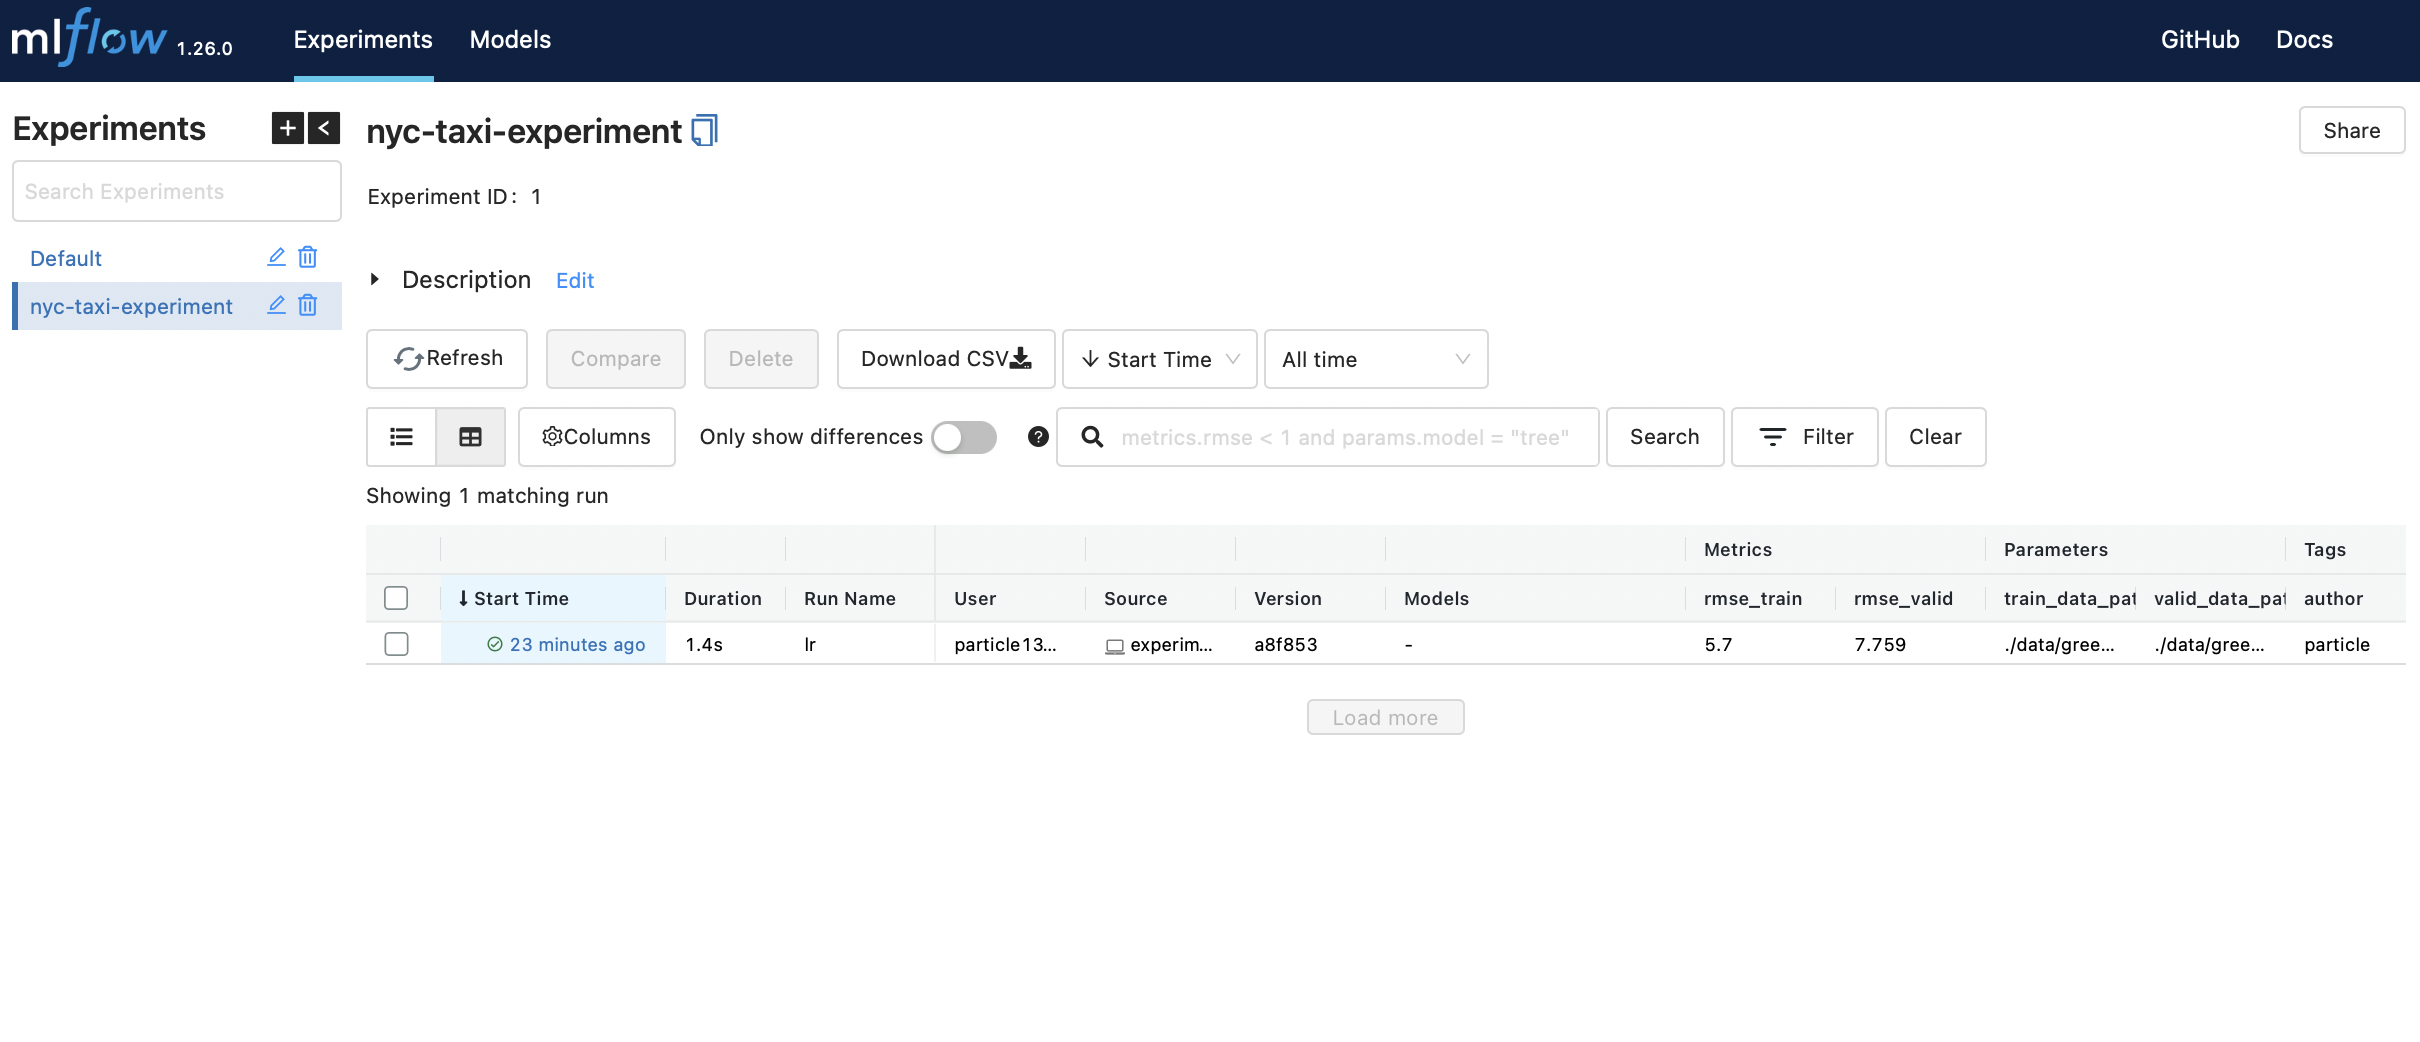 mlflow 1.26.0 Experiments Models GitHub Docs
Experiments
Search Experiments
Default
nyc-taxi-experiment
nyc-taxi-experiment
Share
Experiment ID: 1
Description Edit
Refresh Compare Delete Download CSV Start Time All time
Columns Only show differences metrics.rmse < 1 and params.model = "tree" Search Filter Clear
Showing 1 matching run
Metrics Parameters Tags
Start Time Duration Run Name User Source Version Models rmse_train rmse_valid train_data_pat valid_data_pat author
23 minutes ago 1.4s lr particle13... experim... a8f853 - 5.7 7.759 ./data/gree... ./data/gree... particle
Load more